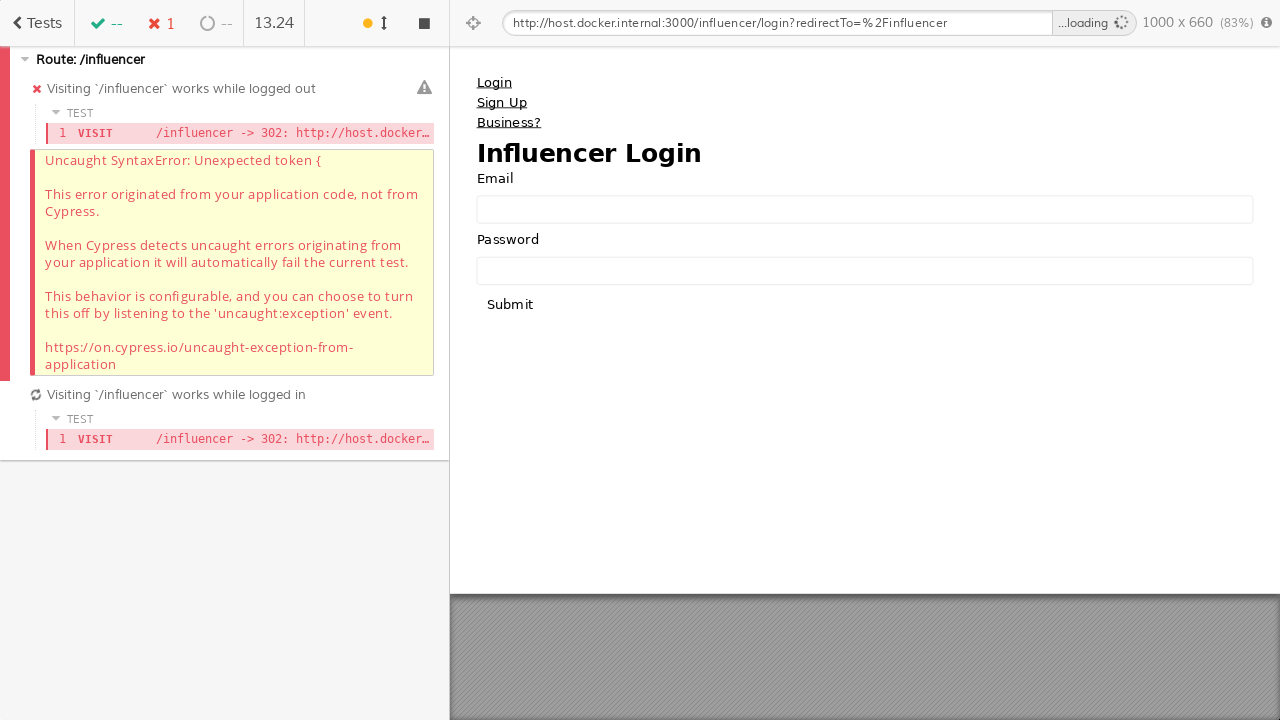 Tests -- 1 -- 13.24
http://host.docker.internal:3000/influencer/login?redirectTo=%2Finfluencer ...loading 1000 x 660 (83%)
Route: /influencer
Visiting `/influencer` works while logged out
TEST
1 VISIT /influencer -> 302: http://host.docker…
Uncaught SyntaxError: Unexpected token {
This error originated from your application code, not from
Cypress.
When Cypress detects uncaught errors originating from
your application it will automatically fail the current test.
This behavior is configurable, and you can choose to turn
this off by listening to the 'uncaught:exception' event.
https://on.cypress.io/uncaught-exception-from-
application
Visiting `/influencer` works while logged in
TEST
1 VISIT /influencer -> 302: http://host.docker…
Login
Sign Up
Business?
Influencer Login
Email
Password
Submit